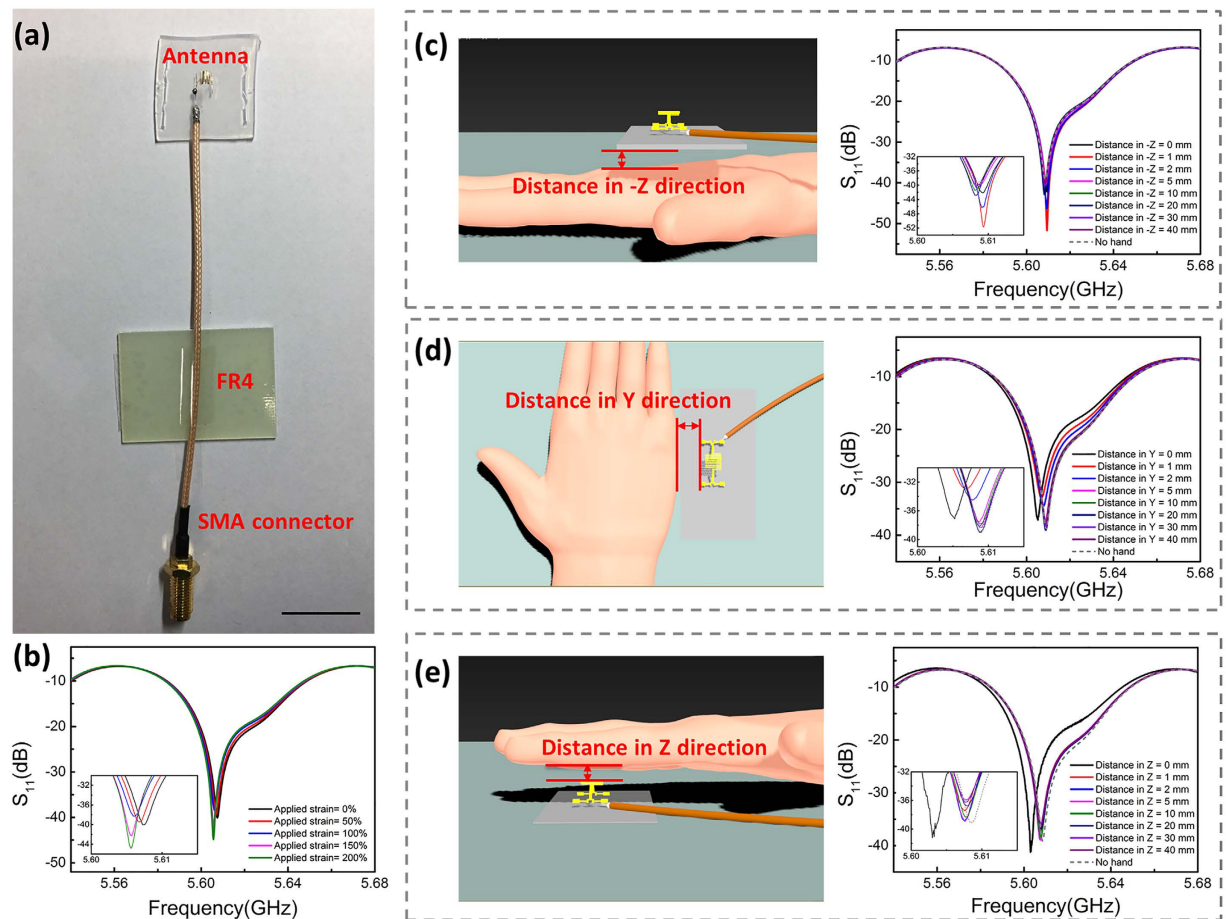 (a)
Antenna
FR4
SMA connector
(b)
-10
-20
-30
-40
-50
S11(dB)
-32
-36
-40
-44
5.60
5.61
Applied strain= 0%
Applied strain= 50%
Applied strain= 100%
Applied strain= 150%
Applied strain= 200%
5.56
5.60
5.64
5.68
Frequency(GHz)
(c)
Distance in -Z direction
-10
-20
-30
-40
-50
S11(dB)
-32
-36
-40
-44
-48
-52
5.60
5.61
Distance in -Z = 0 mm
Distance in -Z = 1 mm
Distance in -Z = 2 mm
Distance in -Z = 5 mm
Distance in -Z = 10 mm
Distance in -Z = 20 mm
Distance in -Z = 30 mm
Distance in -Z = 40 mm
No hand
5.56
5.60
5.64
5.68
Frequency(GHz)
(d)
Distance in Y direction
-10
-20
-30
-40
S11(dB)
-32
-36
-40
5.60
5.61
Distance in Y = 0 mm
Distance in Y = 1 mm
Distance in Y = 2 mm
Distance in Y = 5 mm
Distance in Y = 10 mm
Distance in Y = 20 mm
Distance in Y = 30 mm
Distance in Y = 40 mm
No hand
5.56
5.60
5.64
5.68
Frequency(GHz)
(e)
Distance in Z direction
-10
-20
-30
-40
S11(dB)
-32
-36
-40
5.60
5.61
Distance in Z = 0 mm
Distance in Z = 1 mm
Distance in Z = 2 mm
Distance in Z = 5 mm
Distance in Z = 10 mm
Distance in Z = 20 mm
Distance in Z = 30 mm
Distance in Z = 40 mm
No hand
5.56
5.60
5.64
5.68
Frequency(GHz)